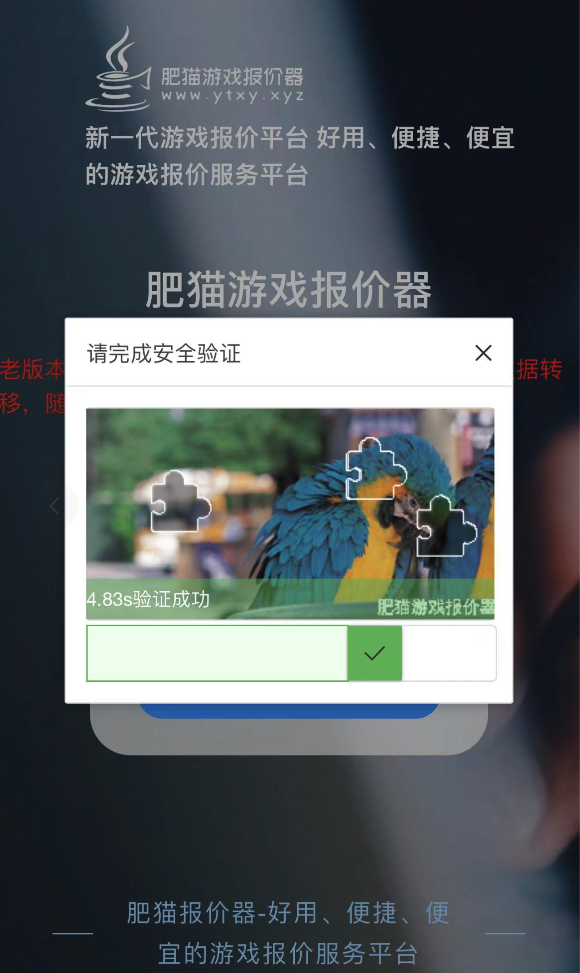 肥猫游戏报价器
www.ytxy.xyz
新一代游戏报价平台 好用、便捷、便宜
的游戏报价服务平台
肥猫游戏报价器
请完成安全验证
老版本
据转
移，随
4.83s验证成功
肥猫游戏报价器
肥猫报价器-好用、便捷、便
宜的游戏报价服务平台